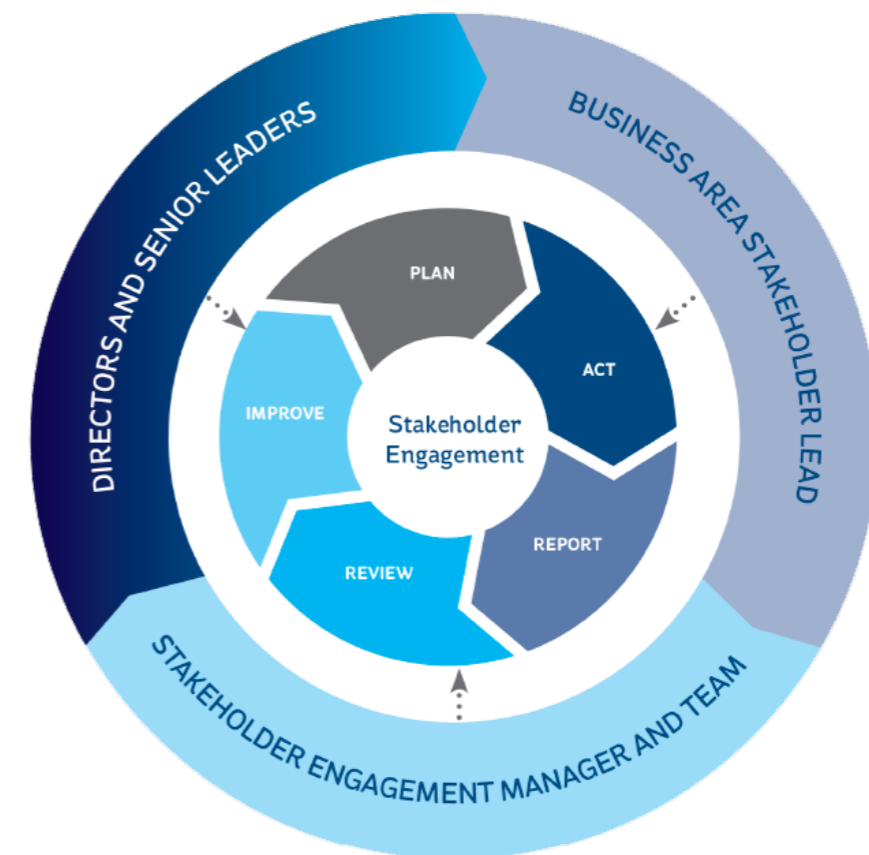 DIRECTORS AND SENIOR LEADERS
BUSINESS AREA STAKEHOLDER LEAD
STAKEHOLDER ENGAGEMENT MANAGER AND TEAM
PLAN
ACT
REPORT
REVIEW
IMPROVE
Stakeholder
Engagement